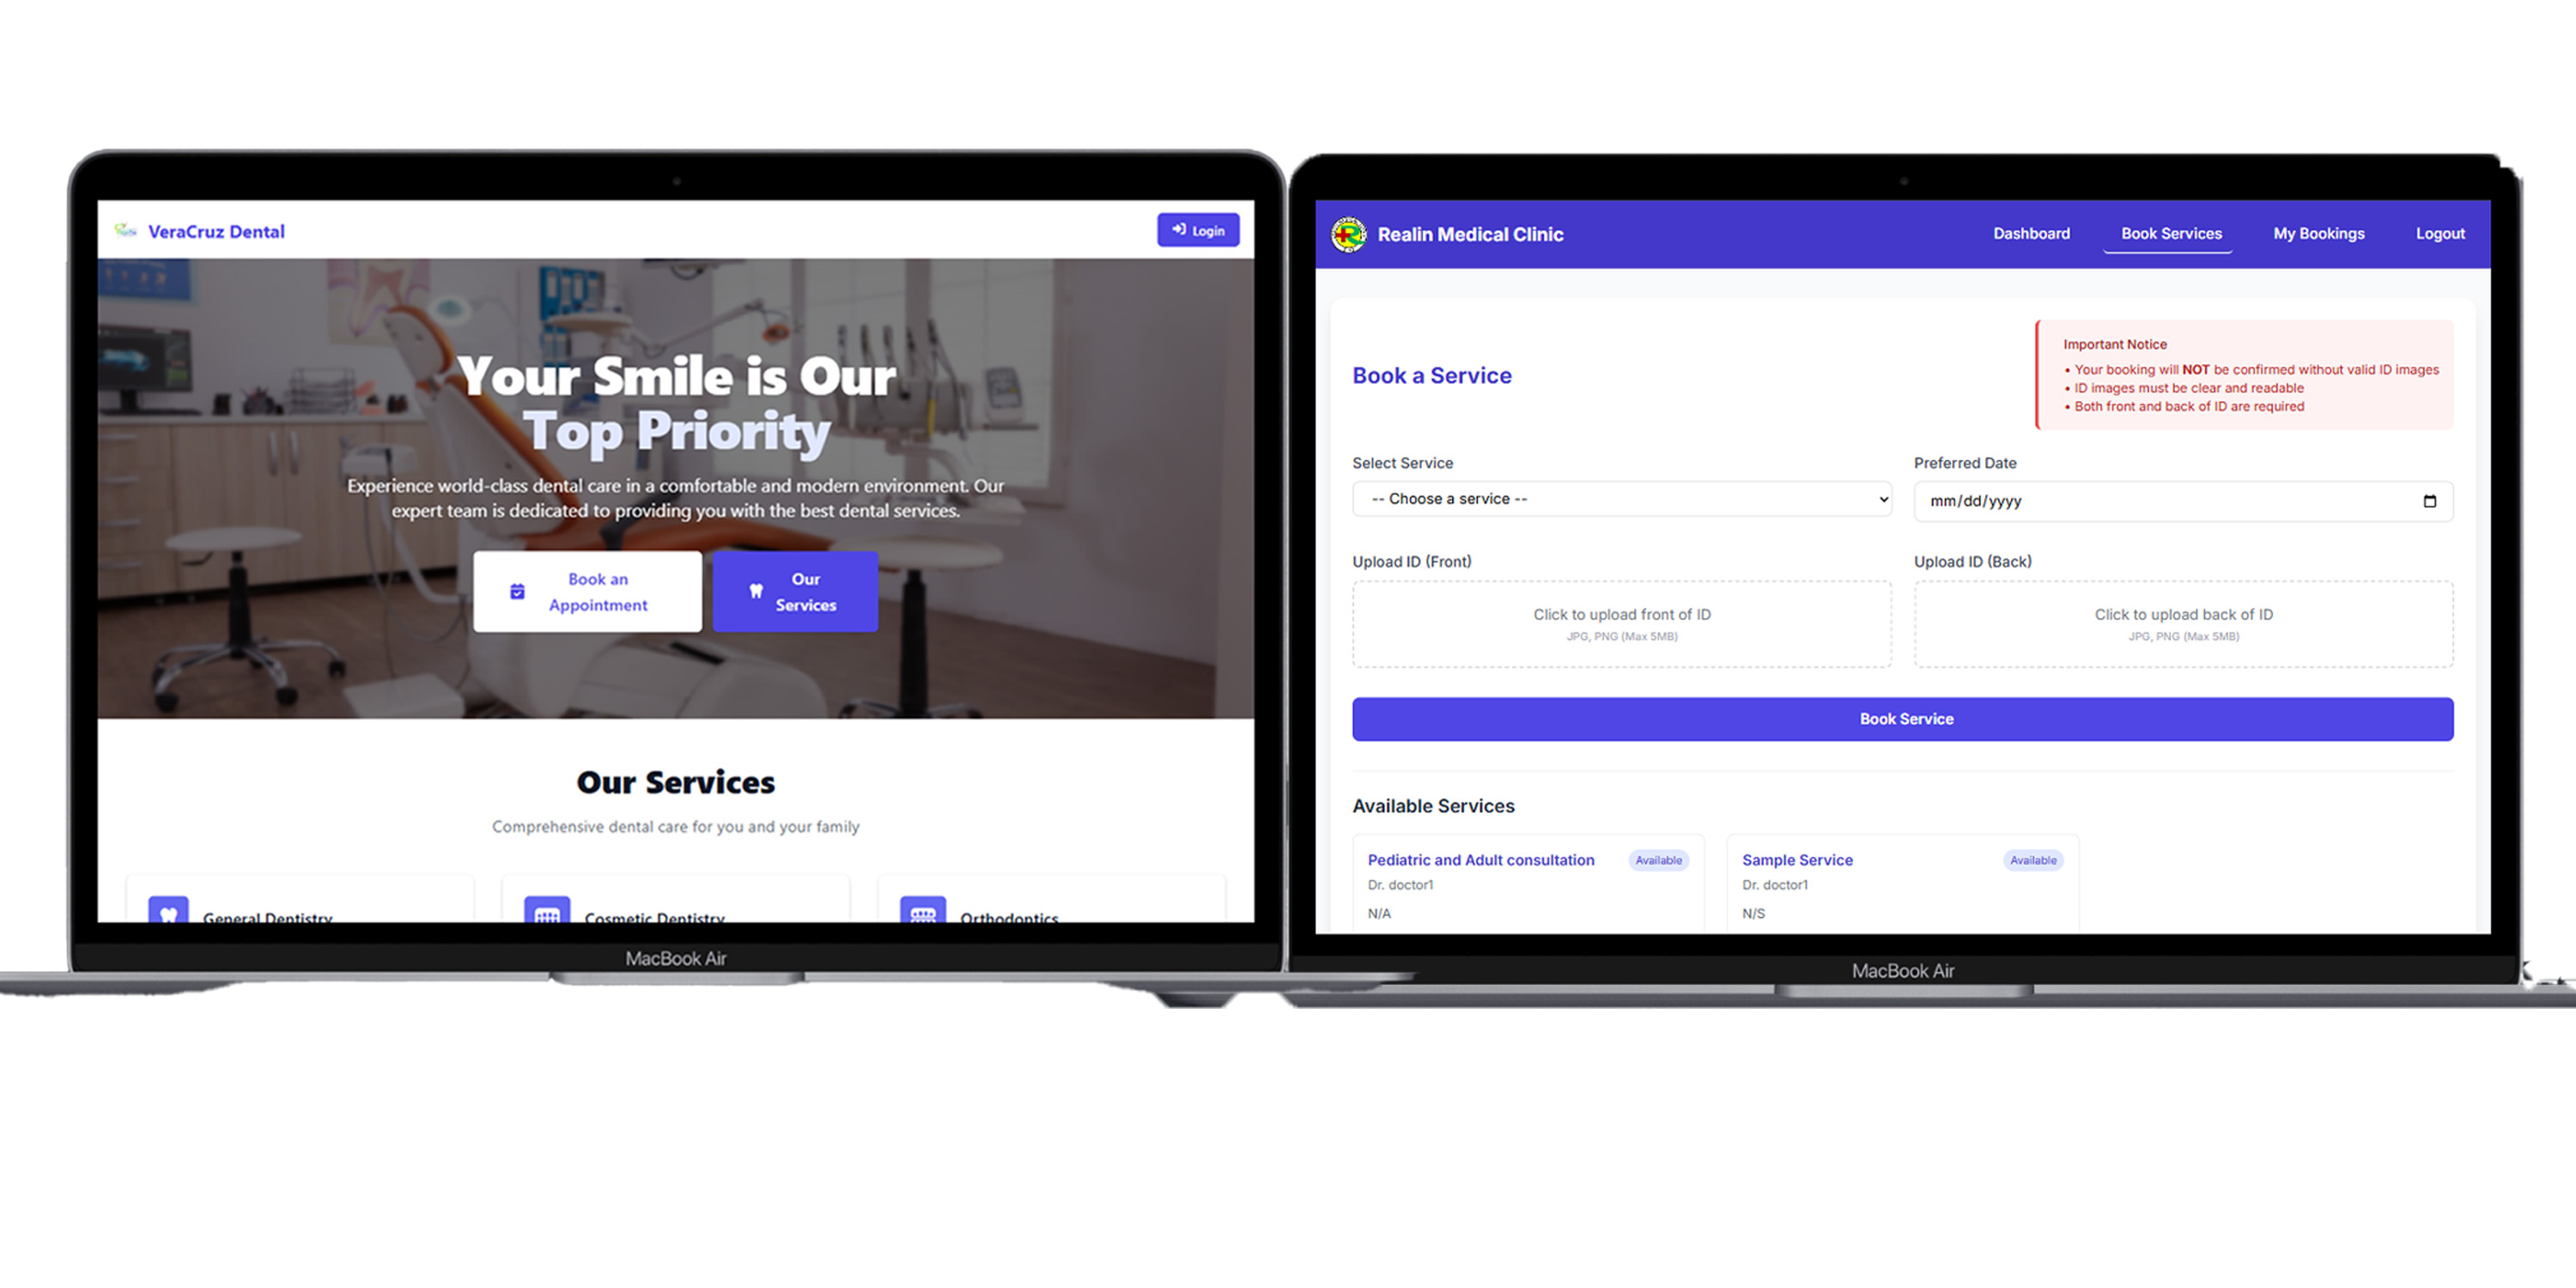 VeraCruz Dental
Login
Your Smile is Our
Top Priority
Experience world-class dental care in a comfortable and modern environment. Our
expert team is dedicated to providing you with the best dental services.
Book an
Appointment
Our
Services
Our Services
Comprehensive dental care for you and your family
General Dentistry
Cosmetic Dentistry
Orthodontics
MacBook Air
Realin Medical Clinic
Dashboard
Book Services
My Bookings
Logout
Book a Service
Important Notice
• Your booking will NOT be confirmed without valid ID images
• ID images must be clear and readable
• Both front and back of ID are required
Select Service
-- Choose a service --
Preferred Date
mm/dd/yyyy
Upload ID (Front)
Click to upload front of ID
JPG, PNG (Max 5MB)
Upload ID (Back)
Click to upload back of ID
JPG, PNG (Max 5MB)
Book Service
Available Services
Pediatric and Adult consultation
Available
Dr. doctor1
N/A
Sample Service
Available
Dr. doctor1
N/S
MacBook Air